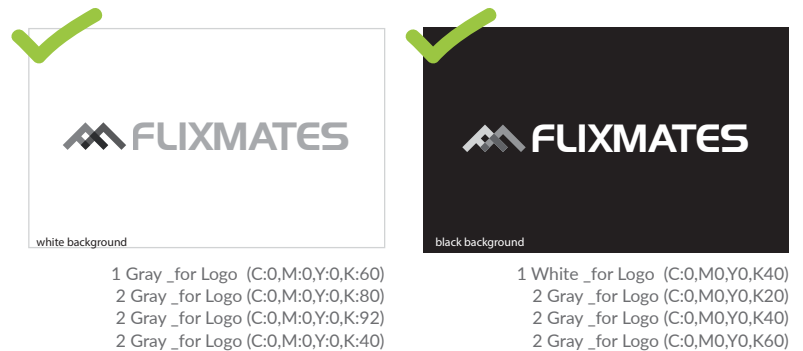 FLIXMATES
white background
1 Gray _for Logo (C:0,M:0,Y:0,K:60)
2 Gray _for Logo (C:0,M:0,Y:0,K:80)
2 Gray _for Logo (C:0,M:0,Y:0,K:92)
2 Gray _for Logo (C:0,M:0,Y:0,K:40)
FLIXMATES
black background
1 White _for Logo (C:0,M0,Y0,K40)
2 Gray _for Logo (C:0,M0,Y0,K20)
2 Gray _for Logo (C:0,M0,Y0,K40)
2 Gray _for Logo (C:0,M0,Y0,K60)